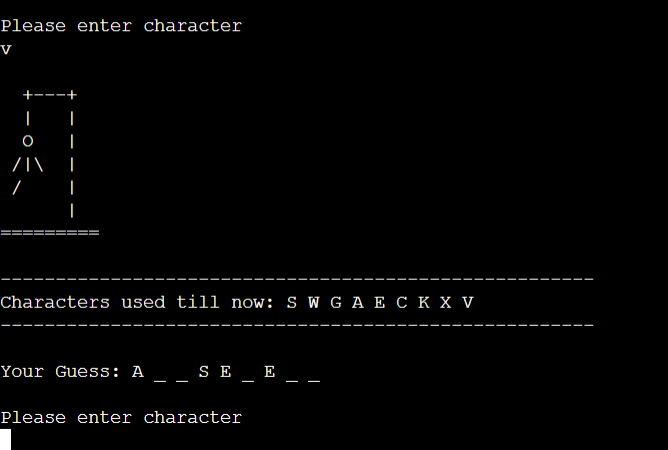 Please enter character
v
+---+
|   |
O   |
/|\  |
/    |
|
=========
------------------------------------------------------
Characters used till now: S W G A E C K X V
------------------------------------------------------
Your Guess: A _ _ S E _ E _ _
Please enter character